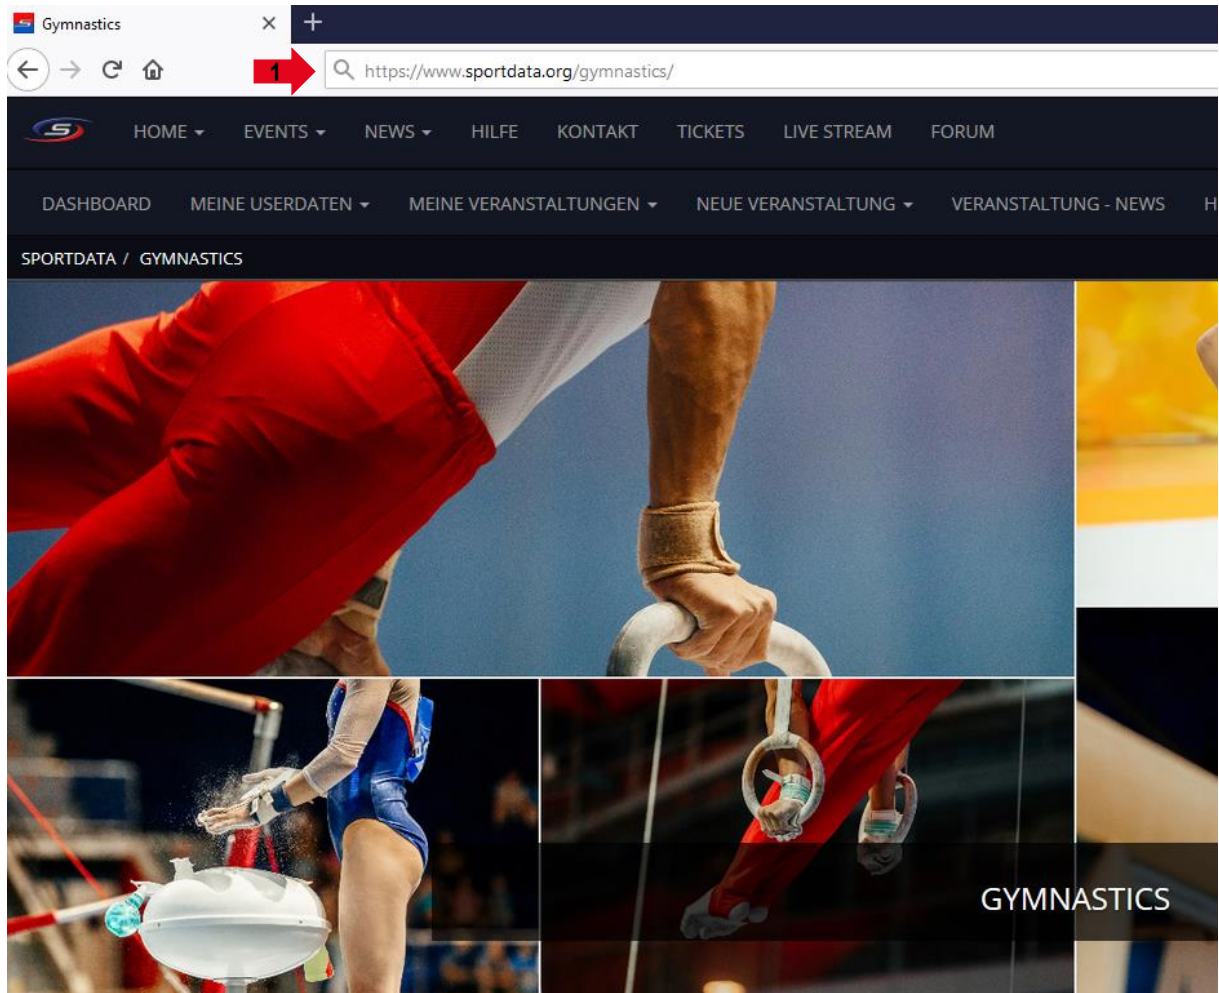 Gymnastics
1 https://www.sportdata.org/gymnastics/
HOME EVENTS NEWS HILFE KONTAKT TICKETS LIVE STREAM FORUM
DASHBOARD MEINE USERDATEN MEINE VERANSTALTUNGEN NEUE VERANSTALTUNG VERANSTALTUNG - NEWS H
SPORTDATA / GYMNASTICS
GYMNASTICS